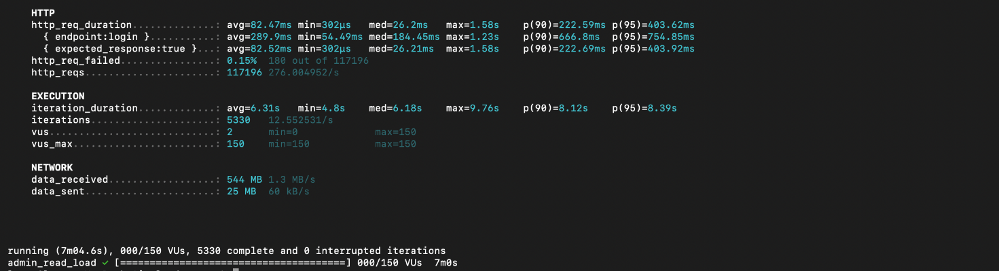 HTTP
http_req_duration..............: avg=82.47ms min=302µs   med=26.2ms   max=1.58s    p(90)=222.59ms p(95)=403.62ms
  { endpoint:login }...........: avg=289.9ms min=54.49ms med=184.45ms max=1.23s    p(90)=666.8ms  p(95)=754.85ms
  { expected_response:true }...: avg=82.52ms min=302µs   med=26.21ms  max=1.58s    p(90)=222.69ms p(95)=403.92ms
http_req_failed................: 0.15%  180 out of 117196
http_reqs......................: 117196 276.004952/s
EXECUTION
iteration_duration.............: avg=6.31s   min=4.8s    med=6.18s    max=9.76s    p(90)=8.12s    p(95)=8.39s
iterations.....................: 5330   12.552531/s
vus............................: 2      min=0             max=150
vus_max........................: 150    min=150           max=150
NETWORK
data_received..................: 544 MB 1.3 MB/s
data_sent......................: 25 MB  60 kB/s
running (7m04.6s), 000/150 VUs, 5330 complete and 0 interrupted iterations
admin_read_load ✓ [======================================] 000/150 VUs  7m0s